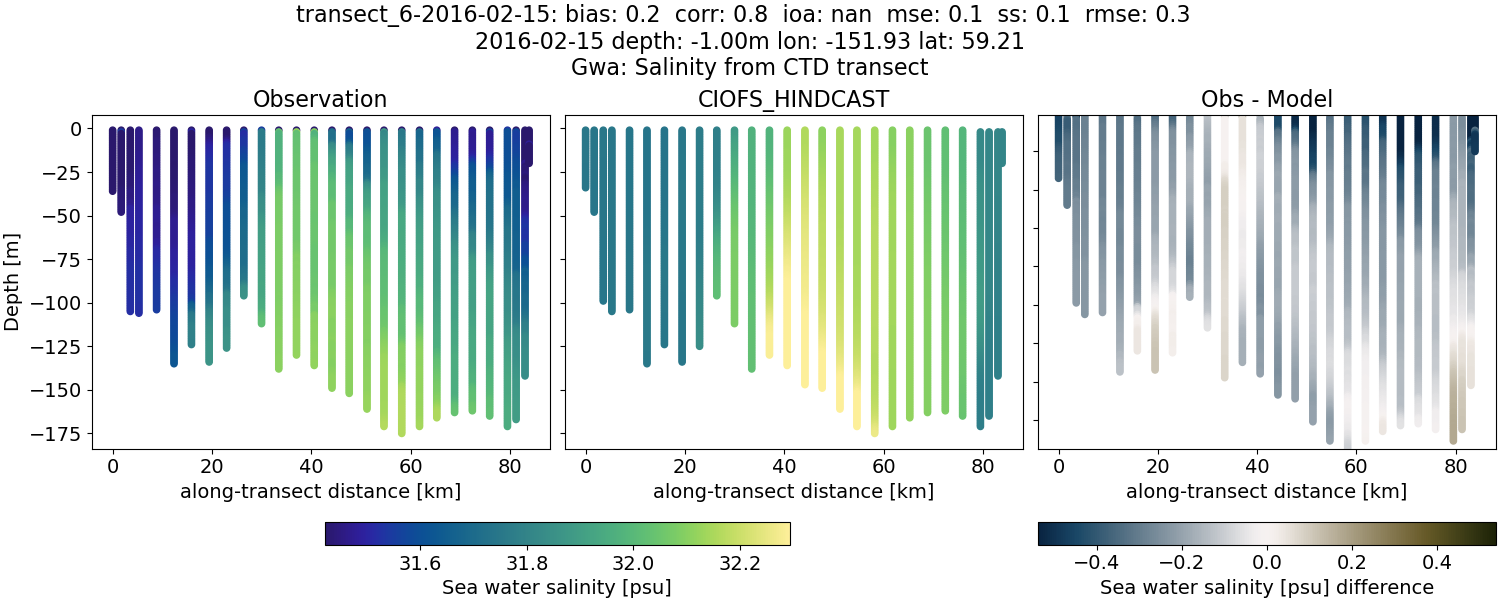 transect_6-2016-02-15: bias: 0.2  corr: 0.8  ioa: nan  mse: 0.1  ss: 0.1  rmse: 0.3
2016-02-15 depth: -1.00m lon: -151.93 lat: 59.21
Gwa: Salinity from CTD transect
Observation
CIOFS_HINDCAST
Obs - Model
Depth [m]
0
−25
−50
−75
−100
−125
−150
−175
0 20 40 60 80
0 20 40 60 80
0 20 40 60 80
along-transect distance [km]
along-transect distance [km]
along-transect distance [km]
31.6 31.8 32.0 32.2
Sea water salinity [psu]
−0.4 −0.2 0.0 0.2 0.4
Sea water salinity [psu] difference